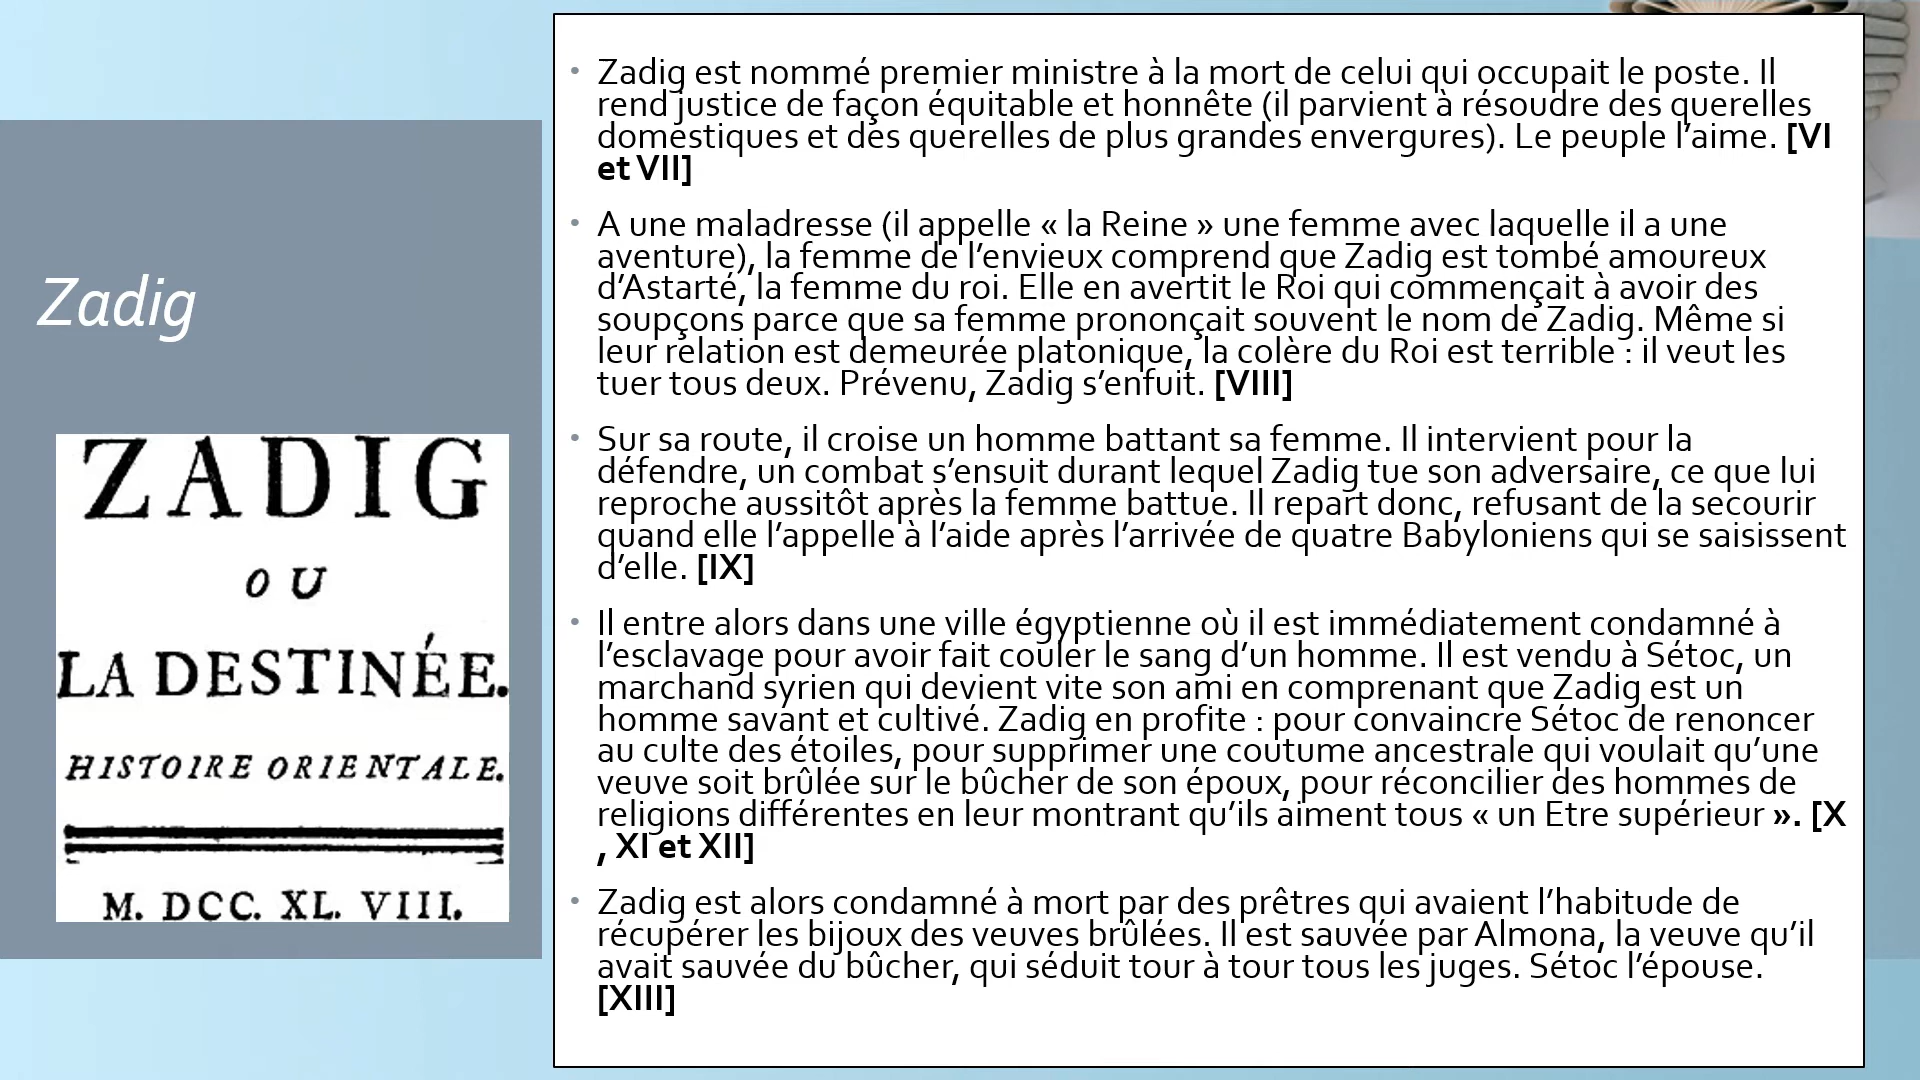 Zadig
ZADIG
OU
LA DESTINÉE.
HISTOIRE ORIENTALE.
M. DCC. XL. VIII.
• Zadig est nommé premier ministre à la mort de celui qui occupait le poste. Il
rend justice de façon équitable et honnête (il parvient à résoudre des querelles
domestiques et des querelles de plus grandes envergures). Le peuple l’aime. [VI
et VII]
• A une maladresse (il appelle « la Reine » une femme avec laquelle il a une
aventure), la femme de l’envieux comprend que Zadig est tombé amoureux
d’Astarté, la femme du roi. Elle en avertit le Roi qui commençait à avoir des
soupçons parce que sa femme prononçait souvent le nom de Zadig. Même si
leur relation est demeurée platonique, la colère du Roi est terrible : il veut les
tuer tous deux. Prévenu, Zadig s’enfuit. [VIII]
• Sur sa route, il croise un homme battant sa femme. Il intervient pour la
défendre, un combat s’ensuit durant lequel Zadig tue son adversaire, ce que lui
reproche aussitôt après la femme battue. Il repart donc, refusant de la secourir
quand elle l’appelle à l’aide après l’arrivée de quatre Babyloniens qui se saisissent
d’elle. [IX]
• Il entre alors dans une ville égyptienne où il est immédiatement condamné à
l’esclavage pour avoir fait couler le sang d’un homme. Il est vendu à Sétoc, un
marchand syrien qui devient vite son ami en comprenant que Zadig est un
homme savant et cultivé. Zadig en profite : pour convaincre Sétoc de renoncer
au culte des étoiles, pour supprimer une coutume ancestrale qui voulait qu’une
veuve soit brûlée sur le bûcher de son époux, pour réconcilier des hommes de
religions différentes en leur montrant qu’ils aiment tous « un Etre supérieur ». [X
, XI et XII]
• Zadig est alors condamné à mort par des prêtres qui avaient l’habitude de
récupérer les bijoux des veuves brûlées. Il est sauvée par Almona, la veuve qu’il
avait sauvée du bûcher, qui séduit tour à tour tous les juges. Sétoc l’épouse.
[XIII]